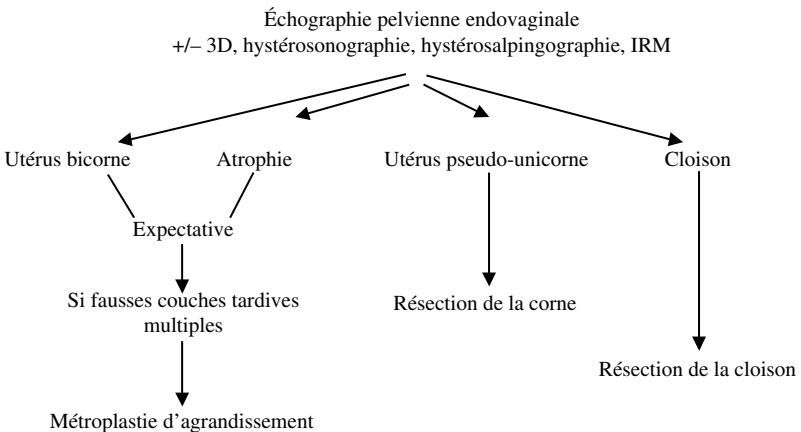 Échographie pelvienne endovaginale
+/– 3D, hystérosonographie, hystérosalpingographie, IRM
Utérus bicorne
Atrophie
Utérus pseudo-unicorne
Cloison
Expectative
Si fausses couches tardives
multiples
Résection de la corne
Résection de la cloison
Métroplastie d’agrandissement